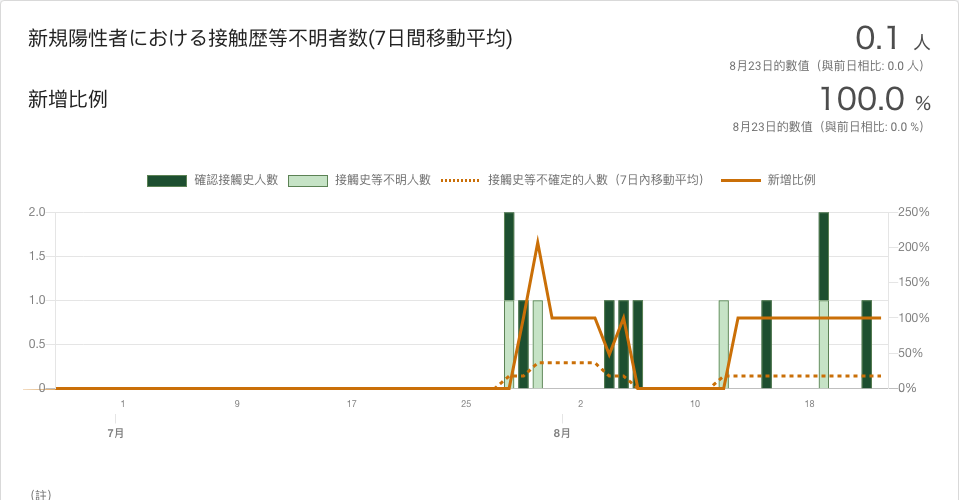 新規陽性者における接触歴等不明者数(7日間移動平均)
0.1 人
8月23日的數值（與前日相比: 0.0 人）
新增比例
100.0 %
8月23日的數值（與前日相比: 0.0 %）
確認接觸史人數 接觸史等不明人數 接觸史等不確定的人數（7日內移動平均） 新增比例
2.0 250%
200%
1.5
150%
1.0 100%
0.5 50%
0 0%
1 9 17 25 2 10 18
7月 8月
（註）